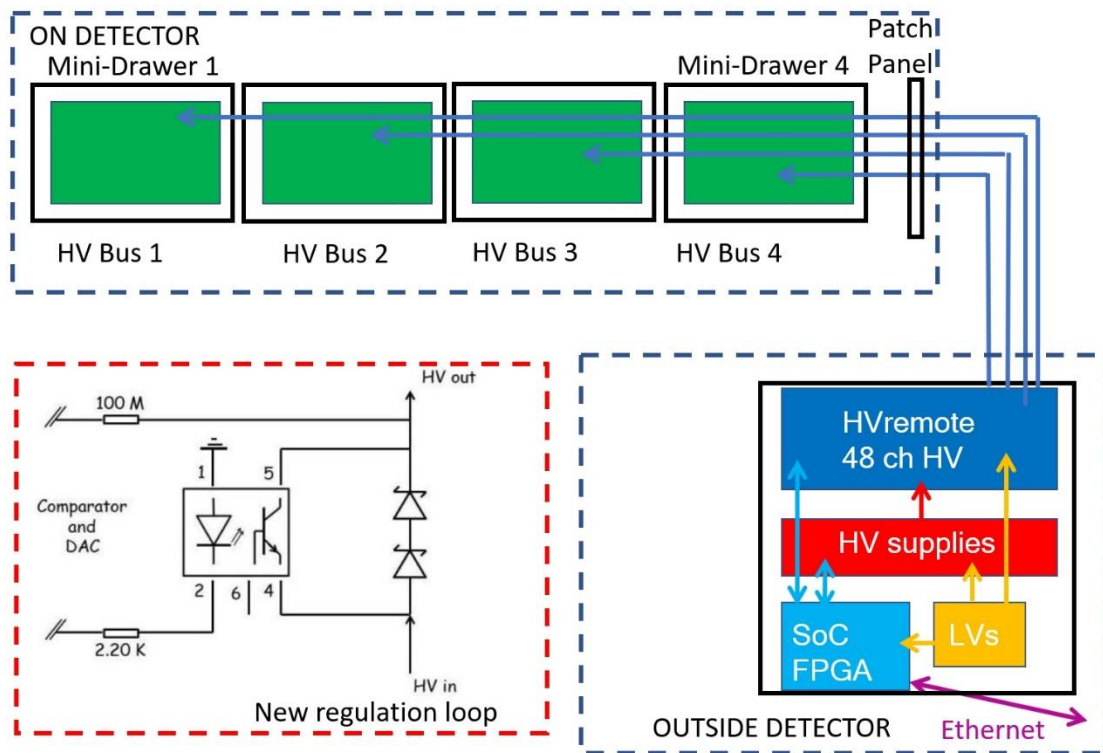 ON DETECTOR
Mini-Drawer 1
Mini-Drawer 4
Patch
Panel
HV Bus 1
HV Bus 2
HV Bus 3
HV Bus 4
HV out
100 M
1
5
Comparator
and
DAC
2
6
4
2.20 K
HV in
New regulation loop
HVremote
48 ch HV
HV supplies
SoC
FPGA
LVs
OUTSIDE DETECTOR
Ethernet